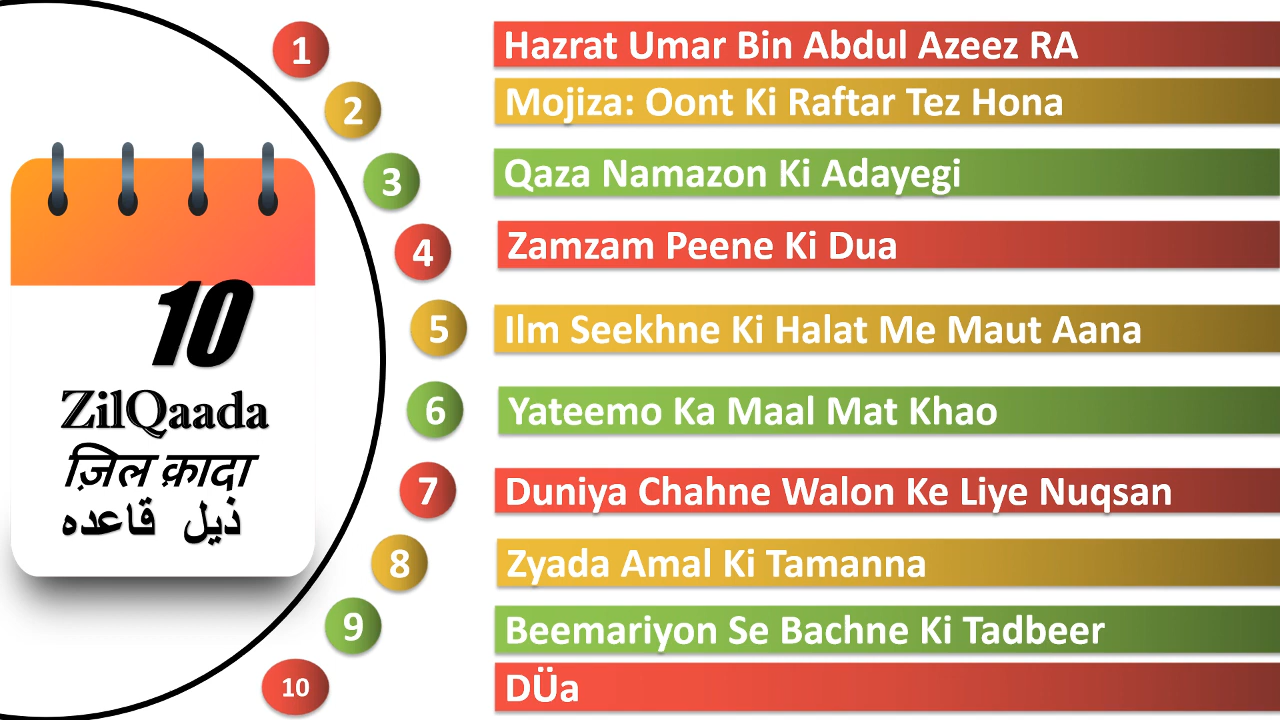 10
ZilQaada
ज़िल क़ादा
ذیل قاعدہ
1 Hazrat Umar Bin Abdul Azeez RA
2 Mojiza: Oont Ki Raftar Tez Hona
3 Qaza Namazon Ki Adayegi
4 Zamzam Peene Ki Dua
5 Ilm Seekhne Ki Halat Me Maut Aana
6 Yateemo Ka Maal Mat Khao
7 Duniya Chahne Walon Ke Liye Nuqsan
8 Zyada Amal Ki Tamanna
9 Beemariyon Se Bachne Ki Tadbeer
10 DÜa